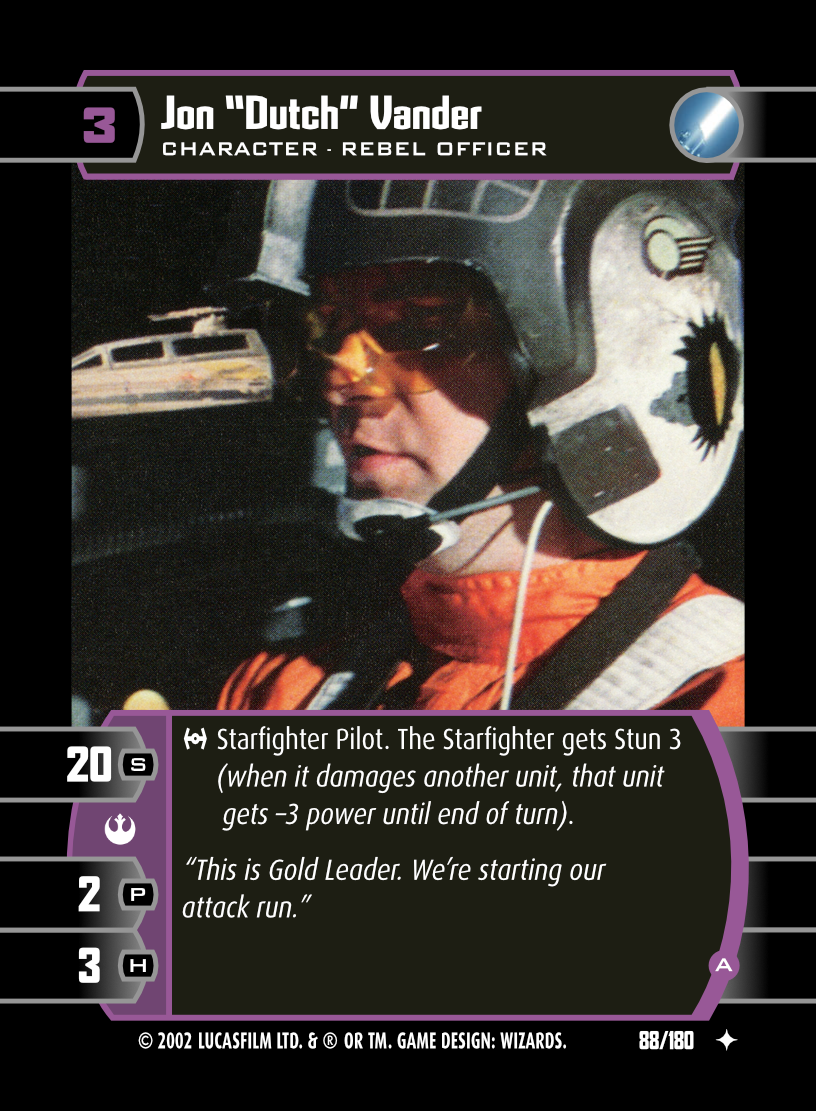 3
Jon "Dutch" Vander
CHARACTER · REBEL OFFICER
20 S
2 P
3 H
Starfighter Pilot. The Starfighter gets Stun 3
(when it damages another unit, that unit
gets –3 power until end of turn).
“This is Gold Leader. We’re starting our
attack run.”
A
© 2002 LUCASFILM LTD. & ® OR TM. GAME DESIGN: WIZARDS.
88/180